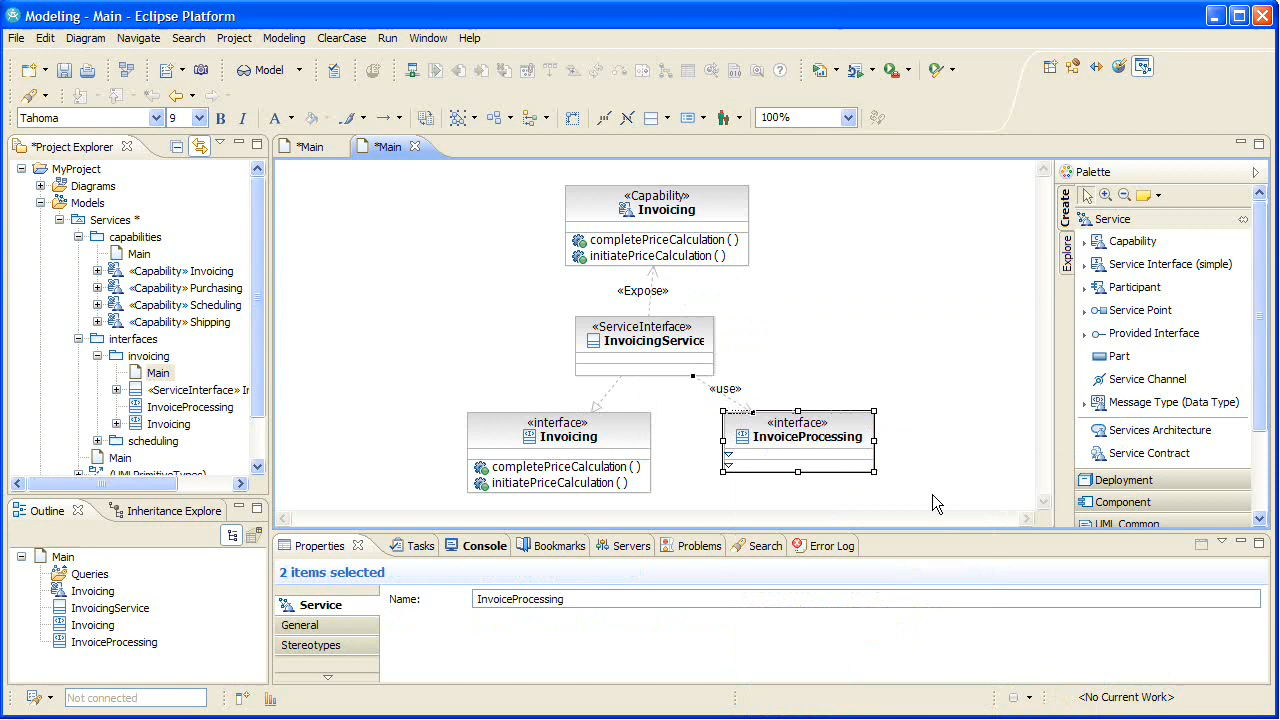 Modeling - Main - Eclipse Platform
File Edit Diagram Navigate Search Project Modeling ClearCase Run Window Help
Model
Tahoma 9 B I A 100%
*Project Explorer
*Main
*Main
MyProject
Diagrams
Models
Services *
capabilities
Main
«Capability» Invoicing
«Capability» Purchasing
«Capability» Scheduling
«Capability» Shipping
interfaces
invoicing
Main
«ServiceInterface» Ir
InvoiceProcessing
Invoicing
scheduling
Main
(UMLPrimitiveTypes)
«Capability»
Invoicing
completePriceCalculation ( )
initiatePriceCalculation ( )
«Expose»
«ServiceInterface»
InvoicingService
«use»
«interface»
Invoicing
completePriceCalculation ( )
initiatePriceCalculation ( )
«interface»
InvoiceProcessing
Palette
Create
Explore
Service
Capability
Service Interface (simple)
Participant
Service Point
Provided Interface
Part
Service Channel
Message Type (Data Type)
Services Architecture
Service Contract
Deployment
Component
UML Common
Outline Inheritance Explore
Main
Queries
Invoicing
InvoicingService
Invoicing
InvoiceProcessing
Properties Tasks Console Bookmarks Servers Problems Search Error Log
2 items selected
Service
General
Stereotypes
Name: InvoiceProcessing
Not connected
<No Current Work>